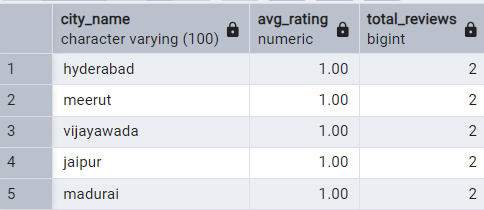 city_name avg_rating total_reviews
character varying (100) numeric bigint
1 hyderabad 1.00 2
2 meerut 1.00 2
3 vijayawada 1.00 2
4 jaipur 1.00 2
5 madurai 1.00 2